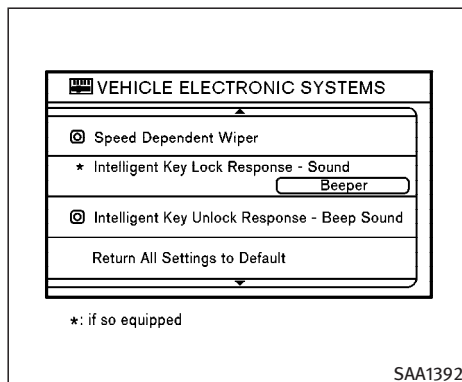 VEHICLE ELECTRONIC SYSTEMS
Speed Dependent Wiper
* Intelligent Key Lock Response - Sound
Beeper
Intelligent Key Unlock Response - Beep Sound
Return All Settings to Default
*: if so equipped
SAA1392